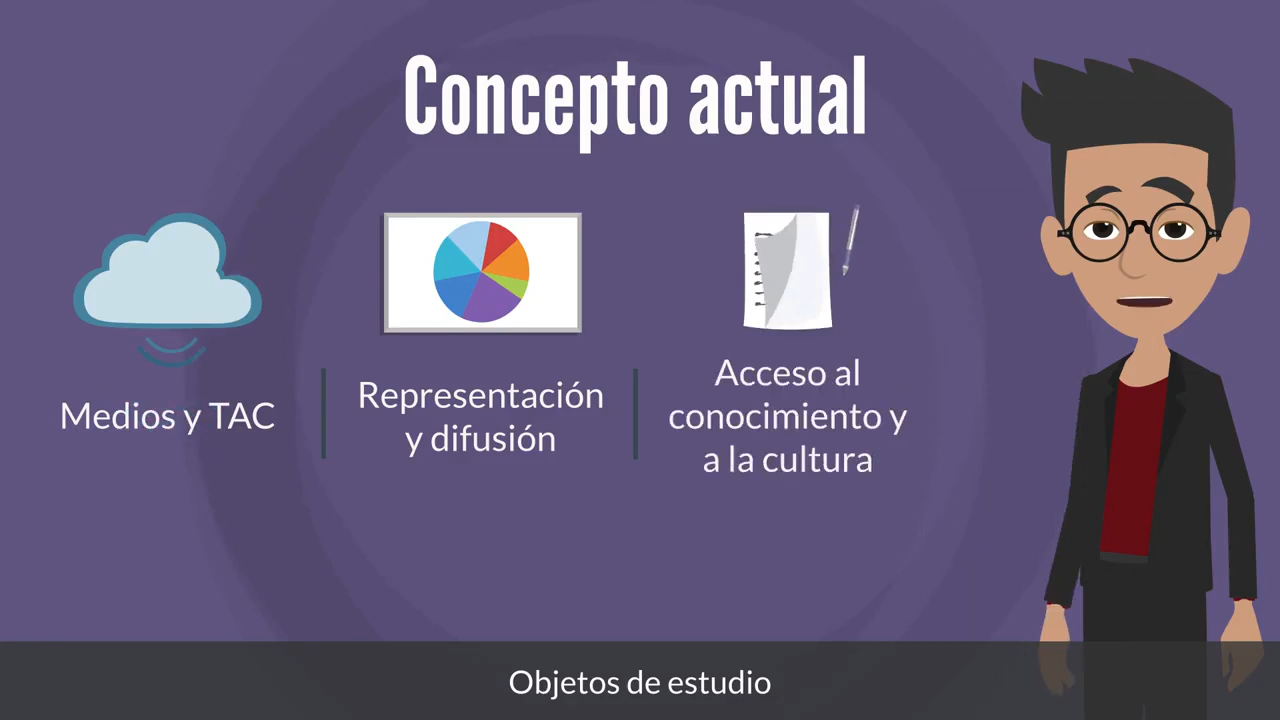 Concepto actual
Medios y TAC
Representación
y difusión
Acceso al
conocimiento y
a la cultura
Objetos de estudio